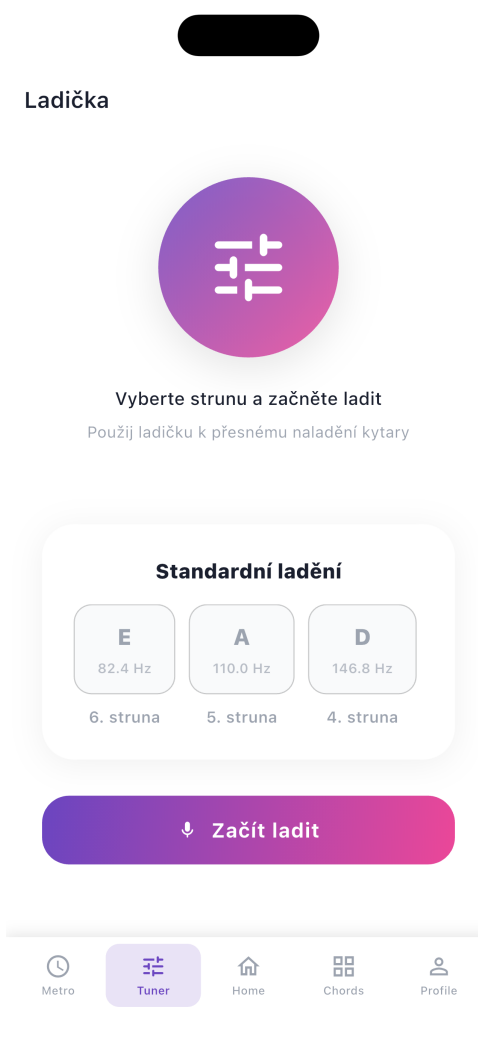 Ladička
Vyberte strunu a začněte ladit
Použij ladičku k přesnému naladění kytary
Standardní ladění
E A D
82.4 Hz 110.0 Hz 146.8 Hz
6. struna 5. struna 4. struna
Začít ladit
Metro Tuner Home Chords Profile